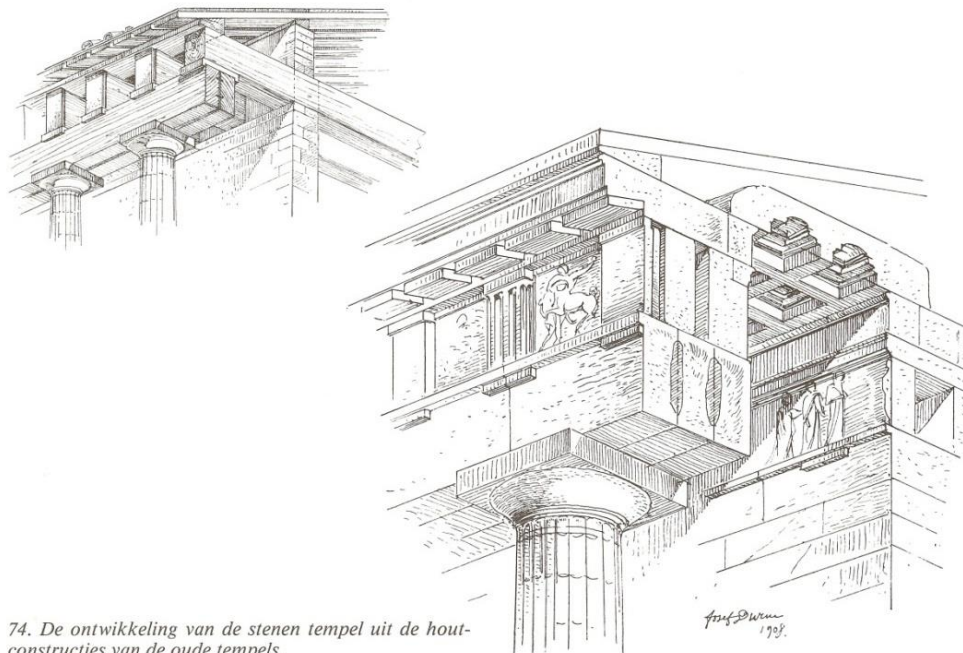 74. De ontwikkeling van de stenen tempel uit de hout-
constructies van de oude tempels.
Josef Durm
1908.